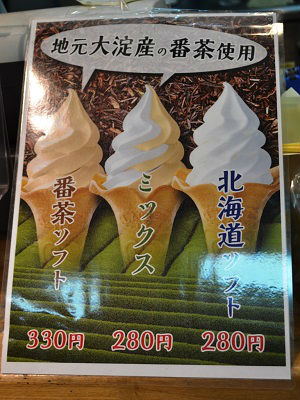 地元大淀産の番茶使用
番茶ソフト
ミックス
北海道ソフト
330円
280円
280円